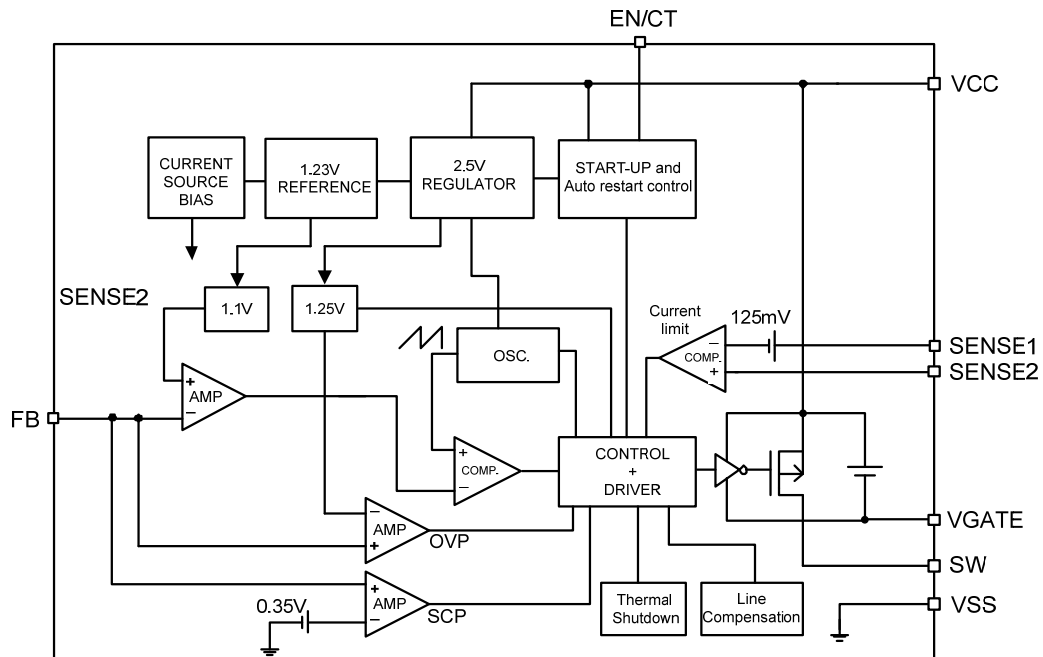 EN/CT
VCC
CURRENT
SOURCE
BIAS
1.23V
REFERENCE
2.5V
REGULATOR
START-UP and
Auto restart control
SENSE2
1.1V
1.25V
OSC.
Current
limit
125mV
COMP.
-
+
SENSE1
SENSE2
FB
+
AMP
-
+
COMP.
-
CONTROL
+
DRIVER
-
AMP
+
OVP
VGATE
SW
+
AMP
-
SCP
0.35V
Thermal
Shutdown
Line
Compensation
VSS